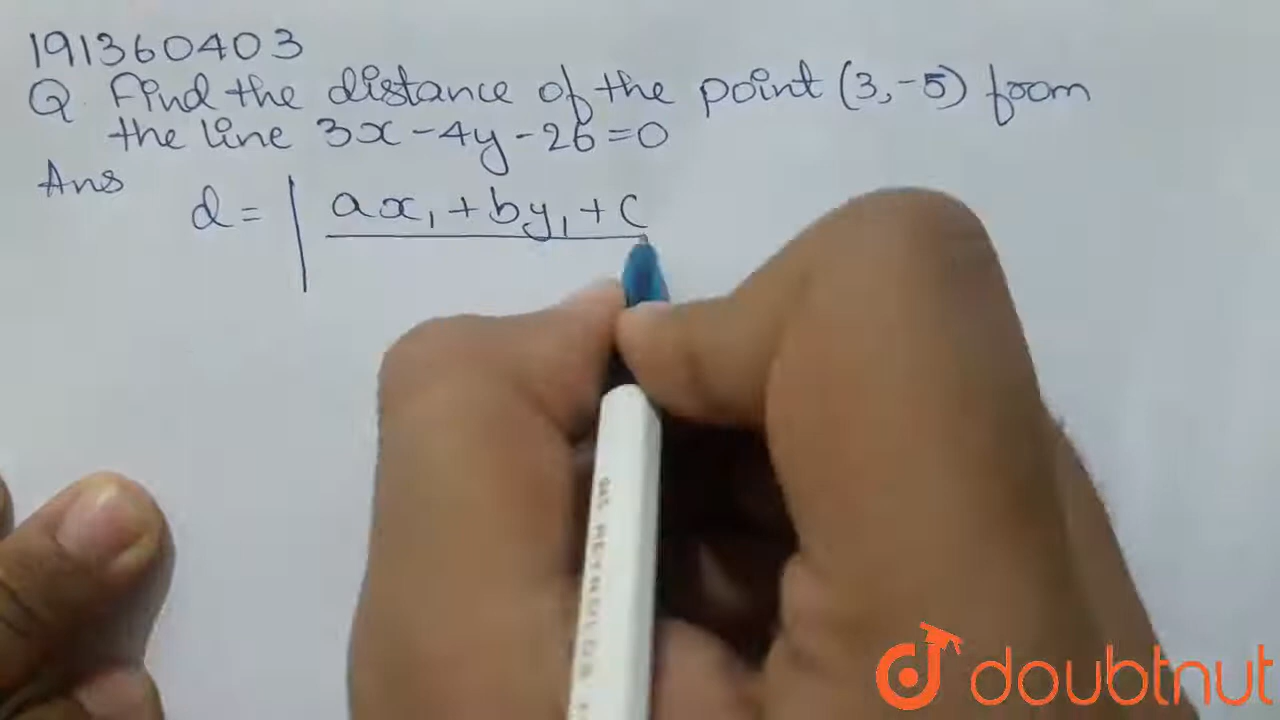 191360403
Q. Find the distance of the point (3,-5) from
the line 3x-4y-26=0
Ans
d = | ax₁ + by₁ + c
doubtnut